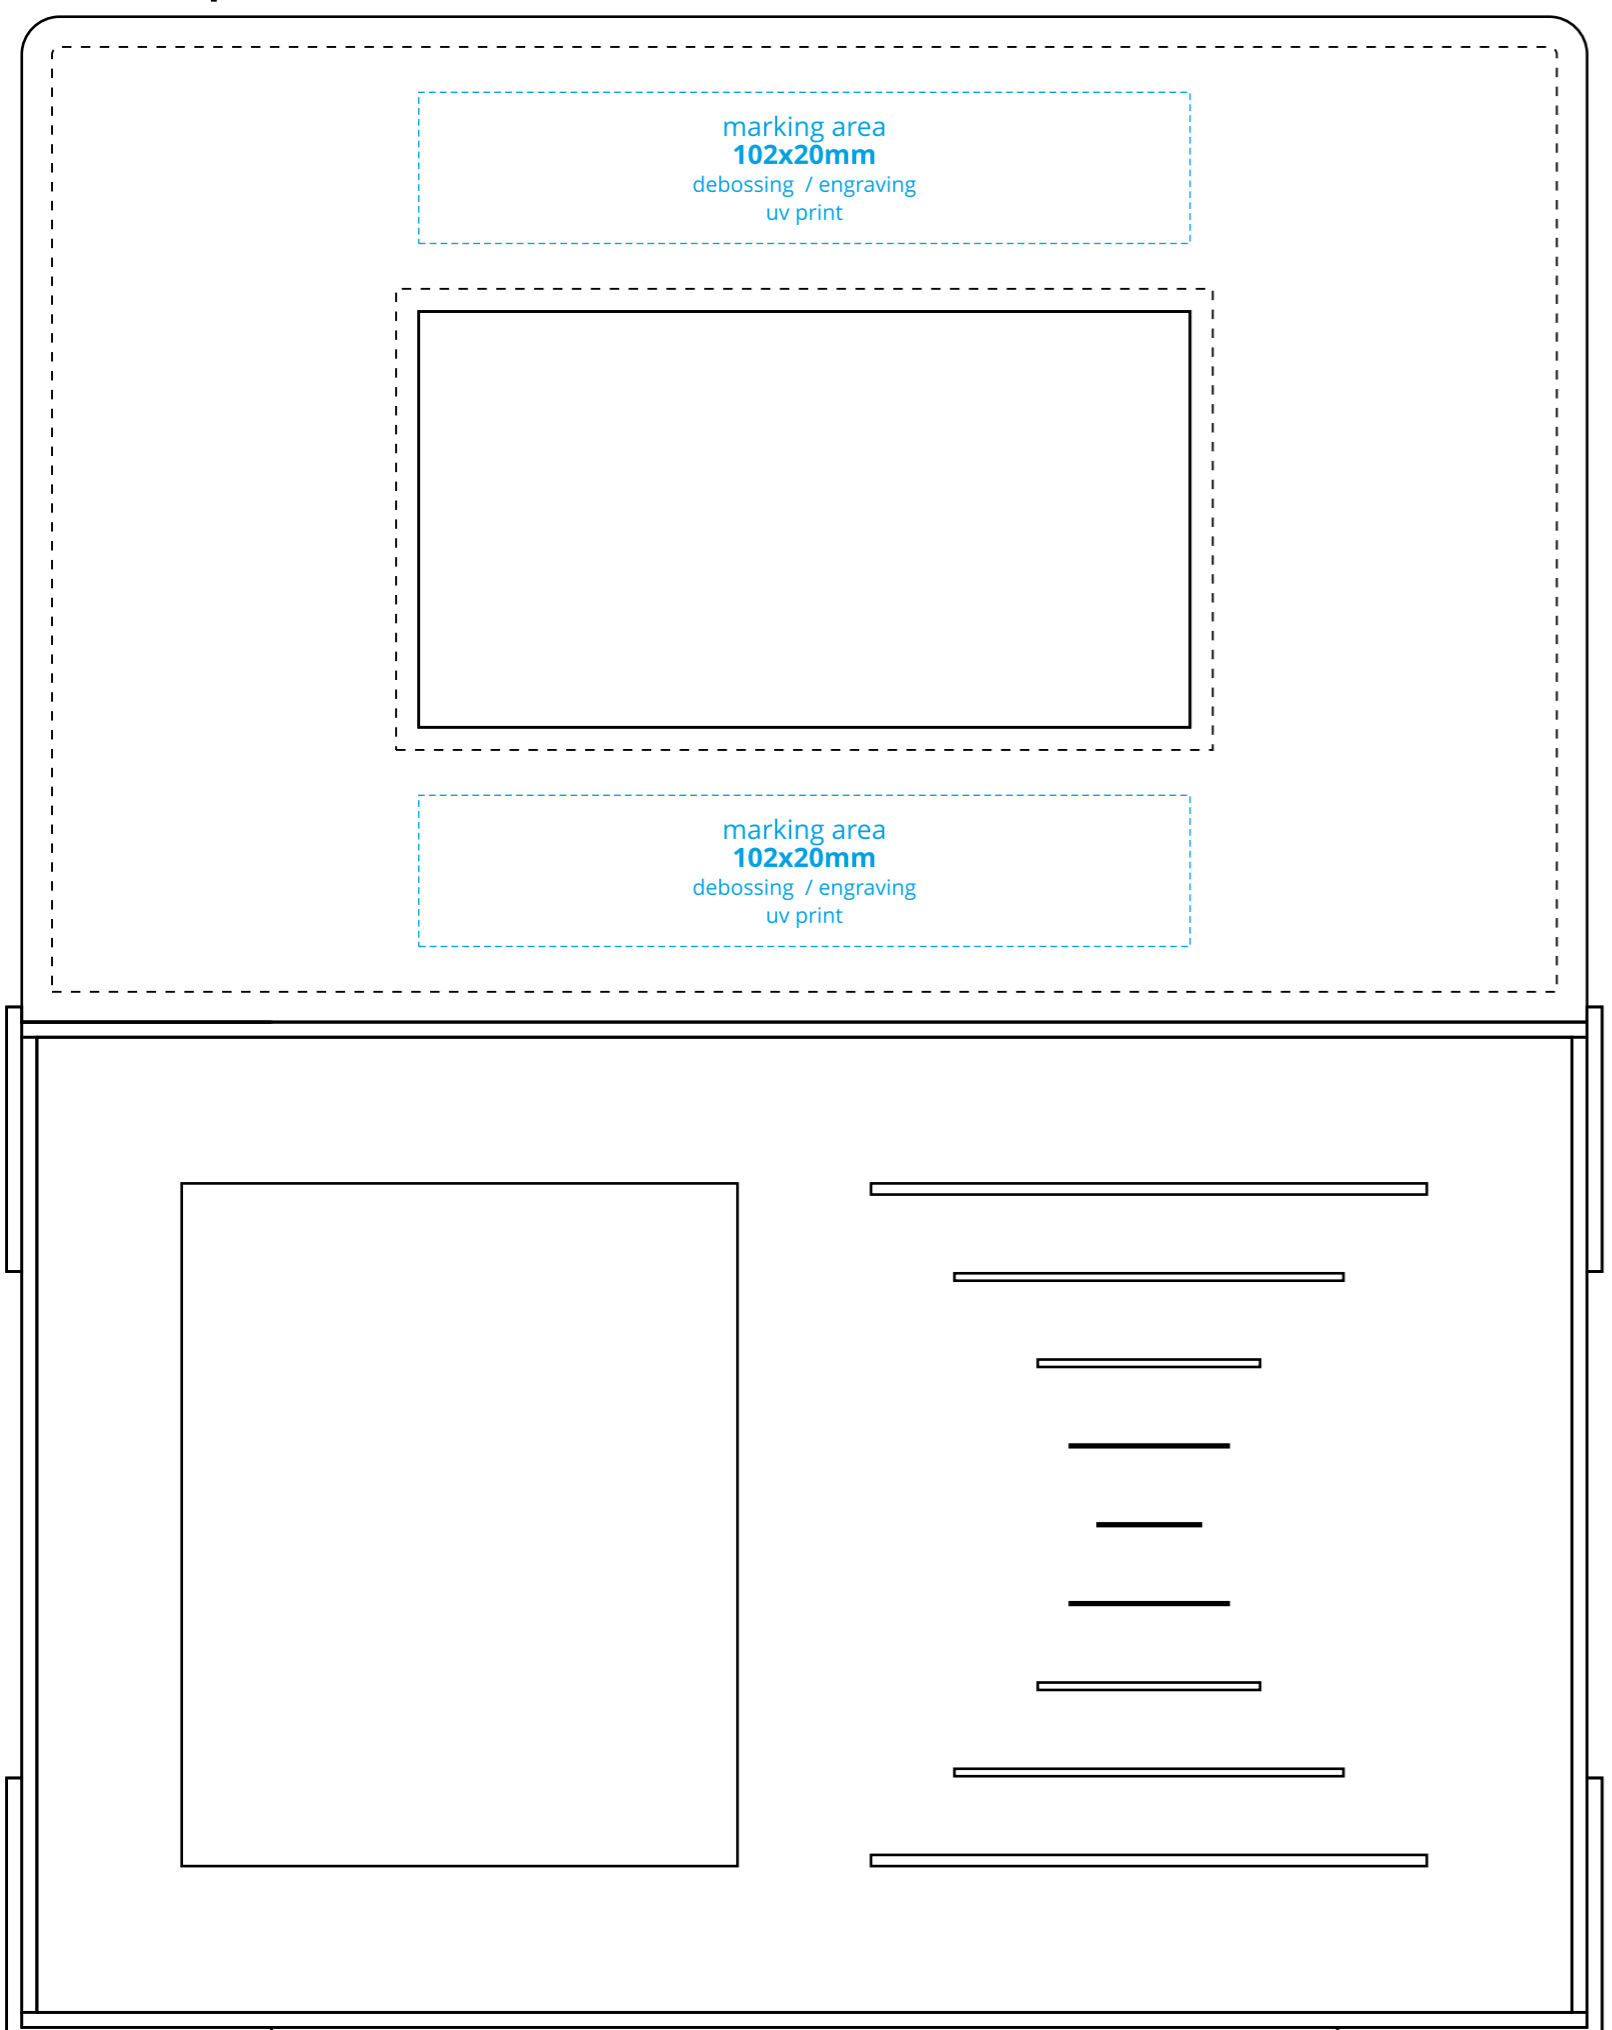 marking area
102x20mm
debossing / engraving
uv print
marking area
102x20mm
debossing / engraving
uv print